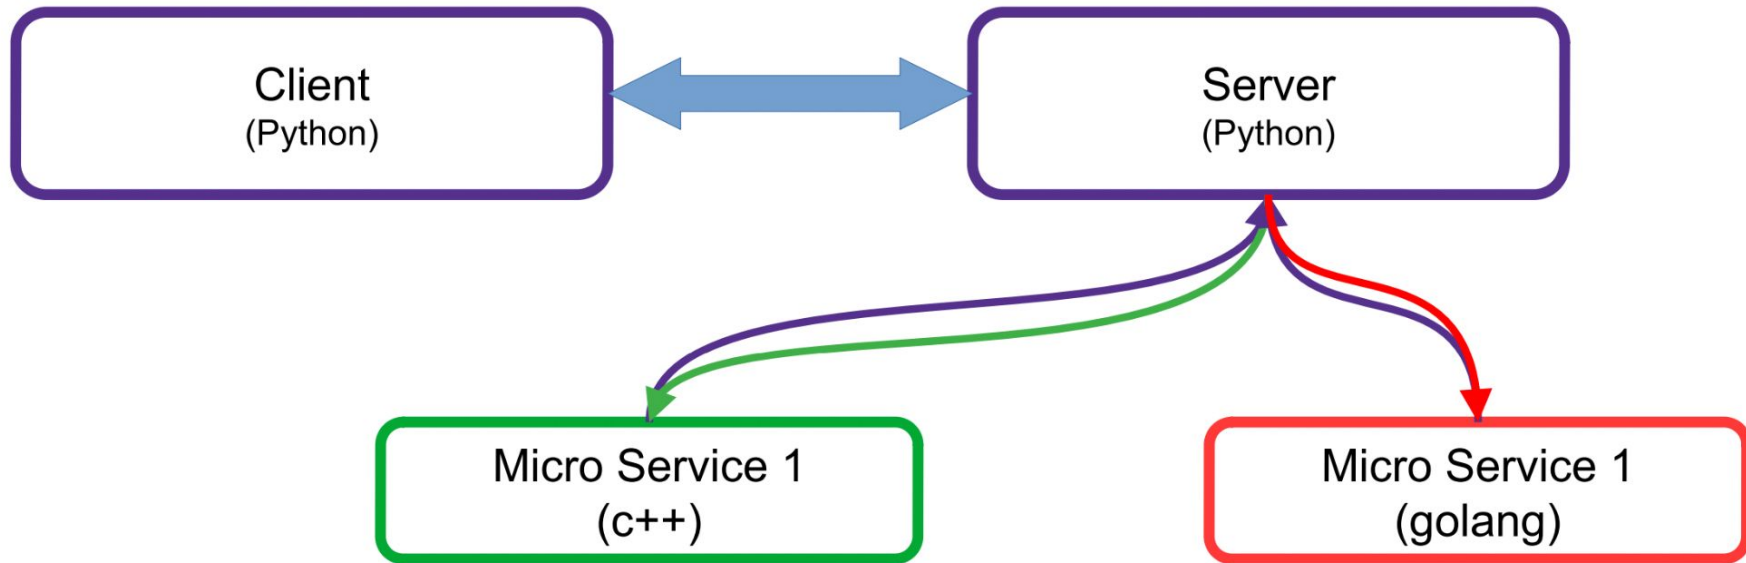 Client
(Python)
Server
(Python)
Micro Service 1
(c++)
Micro Service 1
(golang)